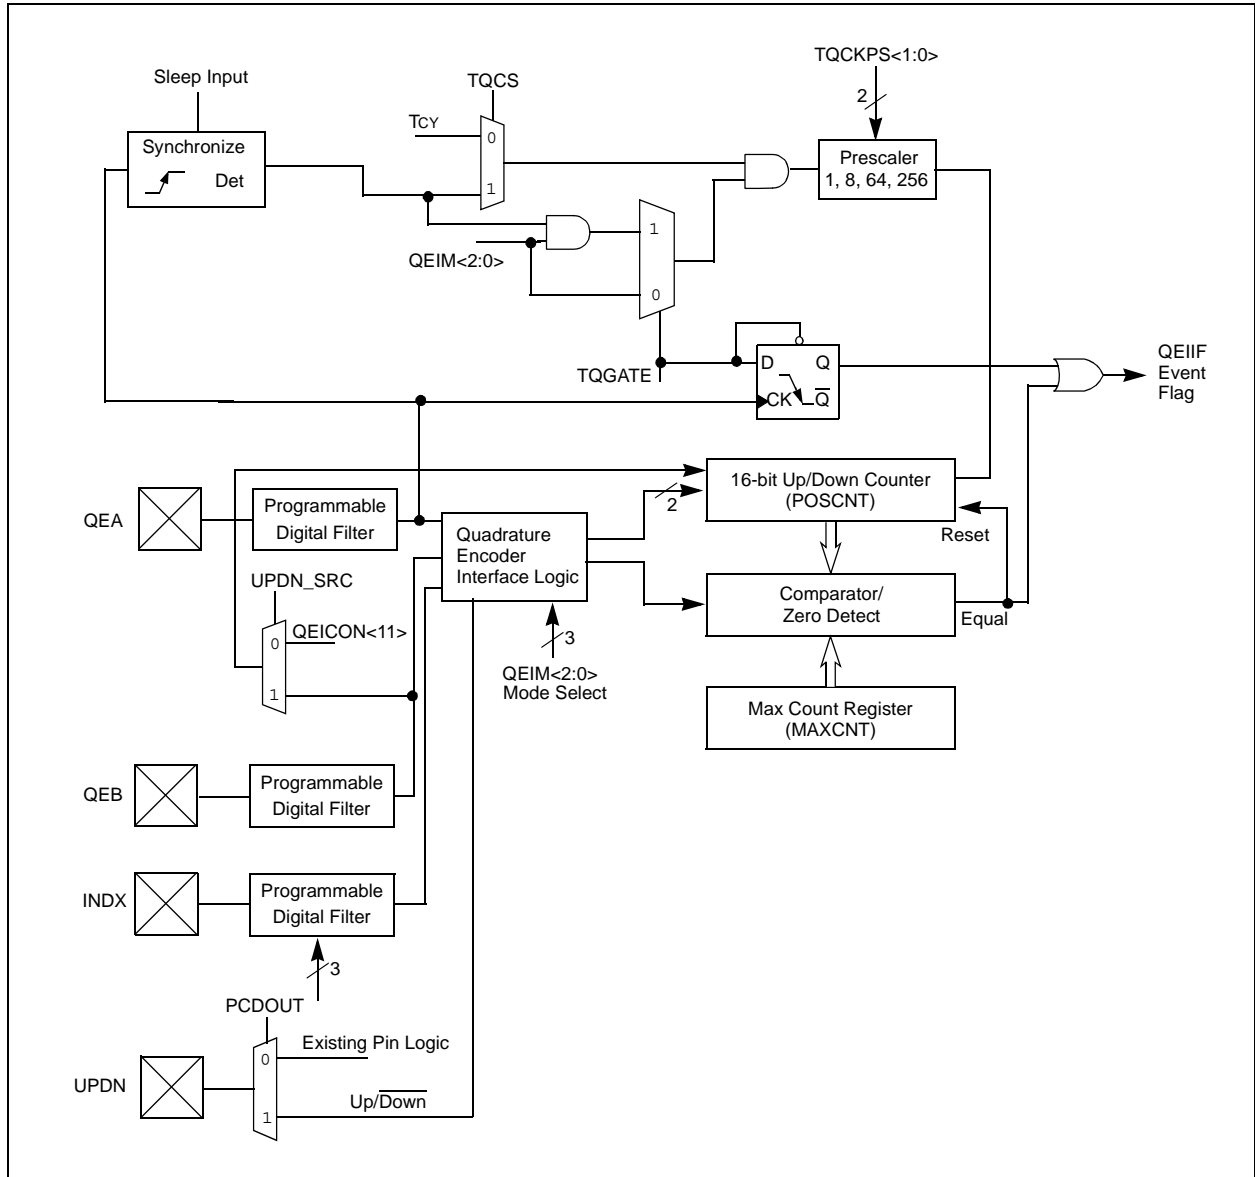 TQCKPS<1:0>
Sleep Input
TQCS
2
TCY
0
Synchronize
Det
Prescaler
1, 8, 64, 256
1
1
QEIM<2:0>
0
D Q
TQGATE
CK Q
QEIIF
Event
Flag
16-bit Up/Down Counter
(POSCNT)
2
QEA
Programmable
Digital Filter
Quadrature
Encoder
Interface Logic
Reset
UPDN_SRC
Comparator/
Zero Detect
Equal
0
QEICON<11>
3
1
QEIM<2:0>
Mode Select
Max Count Register
(MAXCNT)
QEB
Programmable
Digital Filter
INDX
Programmable
Digital Filter
3
PCDOUT
0
Existing Pin Logic
UPDN
Up/Down
1